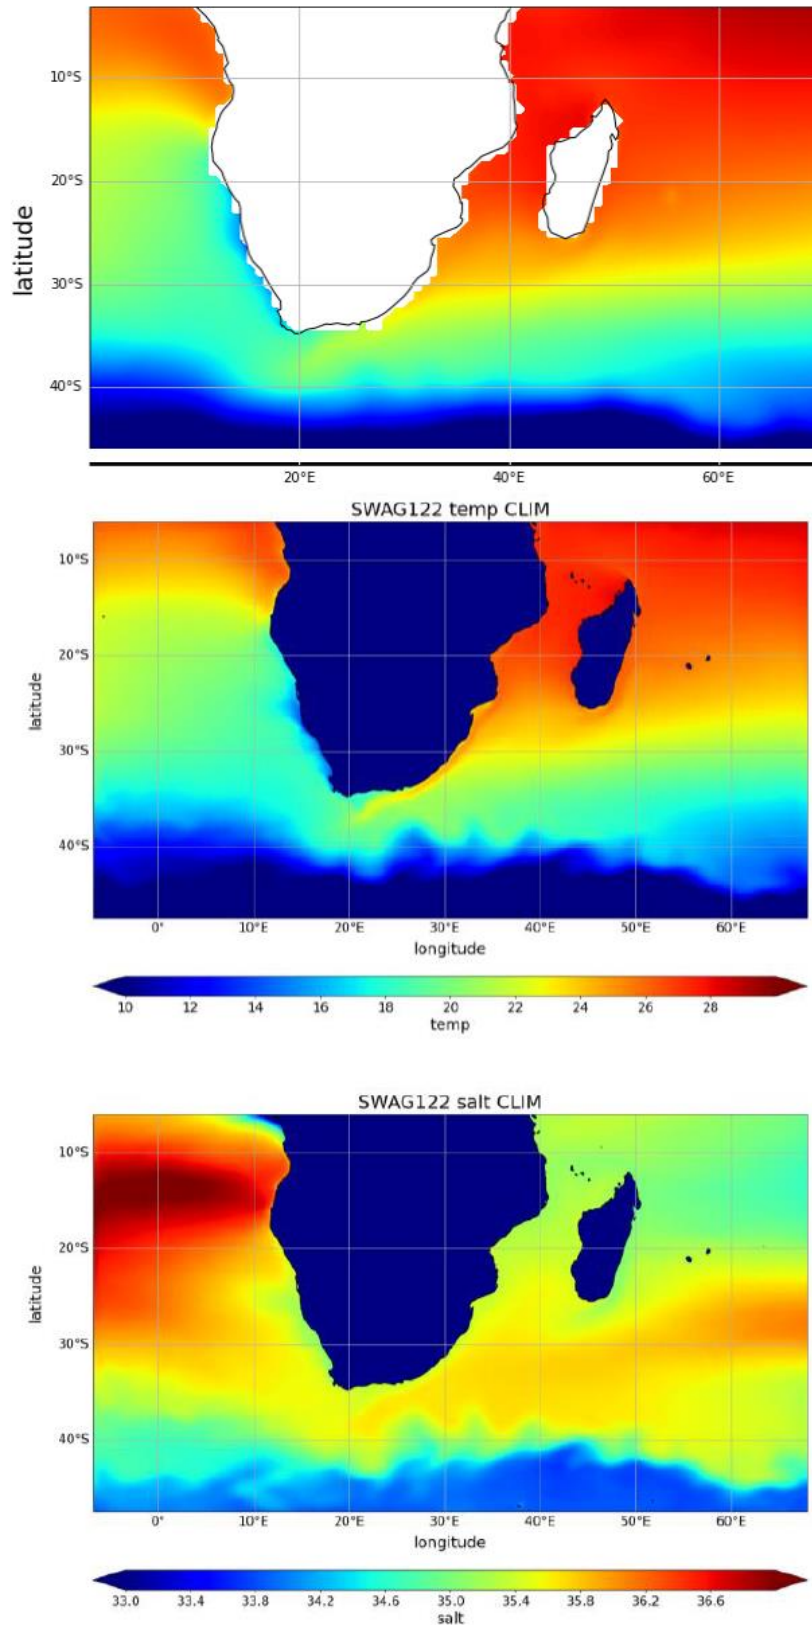 10°S
20°S
latitude
30°S
40°S
20°E 40°E 60°E
SWAG122 temp CLIM
10°S
20°S
latitude
30°S
40°S
0° 10°E 20°E 30°E 40°E 50°E 60°E
longitude
10 12 14 16 18 20 22 24 26 28
temp
SWAG122 salt CLIM
10°S
20°S
latitude
30°S
40°S
0° 10°E 20°E 30°E 40°E 50°E 60°E
longitude
33.0 33.4 33.8 34.2 34.6 35.0 35.4 35.8 36.2 36.6
salt